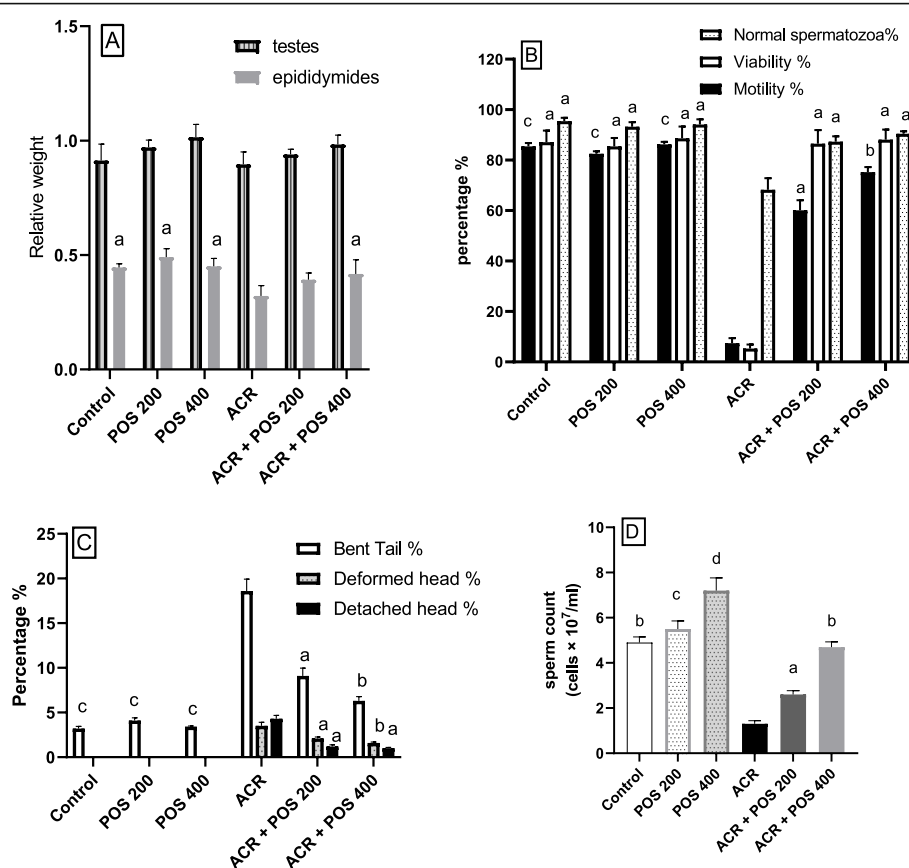 A
testes
epididymides
1.5
1.0
0.5
0.0
Relative weight
a
a
a
a
Control
POS 200
POS 400
ACR
ACR + POS 200
ACR + POS 400
B
Normal spermatozoa%
Viability %
Motility %
120
100
80
60
40
20
0
percentage %
c a a
c a a
c a a
a a a
b a a
Control
POS 200
POS 400
ACR
ACR + POS 200
ACR + POS 400
C
Bent Tail %
Deformed head %
Detached head %
25
20
15
10
5
0
Percentage %
c
c
c
a a a
b b a
Control
POS 200
POS 400
ACR
ACR + POS 200
ACR + POS 400
D
10
8
6
4
2
0
sperm count
(cells × 10⁷/ml)
b
c
d
a
b
Control
POS 200
POS 400
ACR
ACR + POS 200
ACR + POS 400